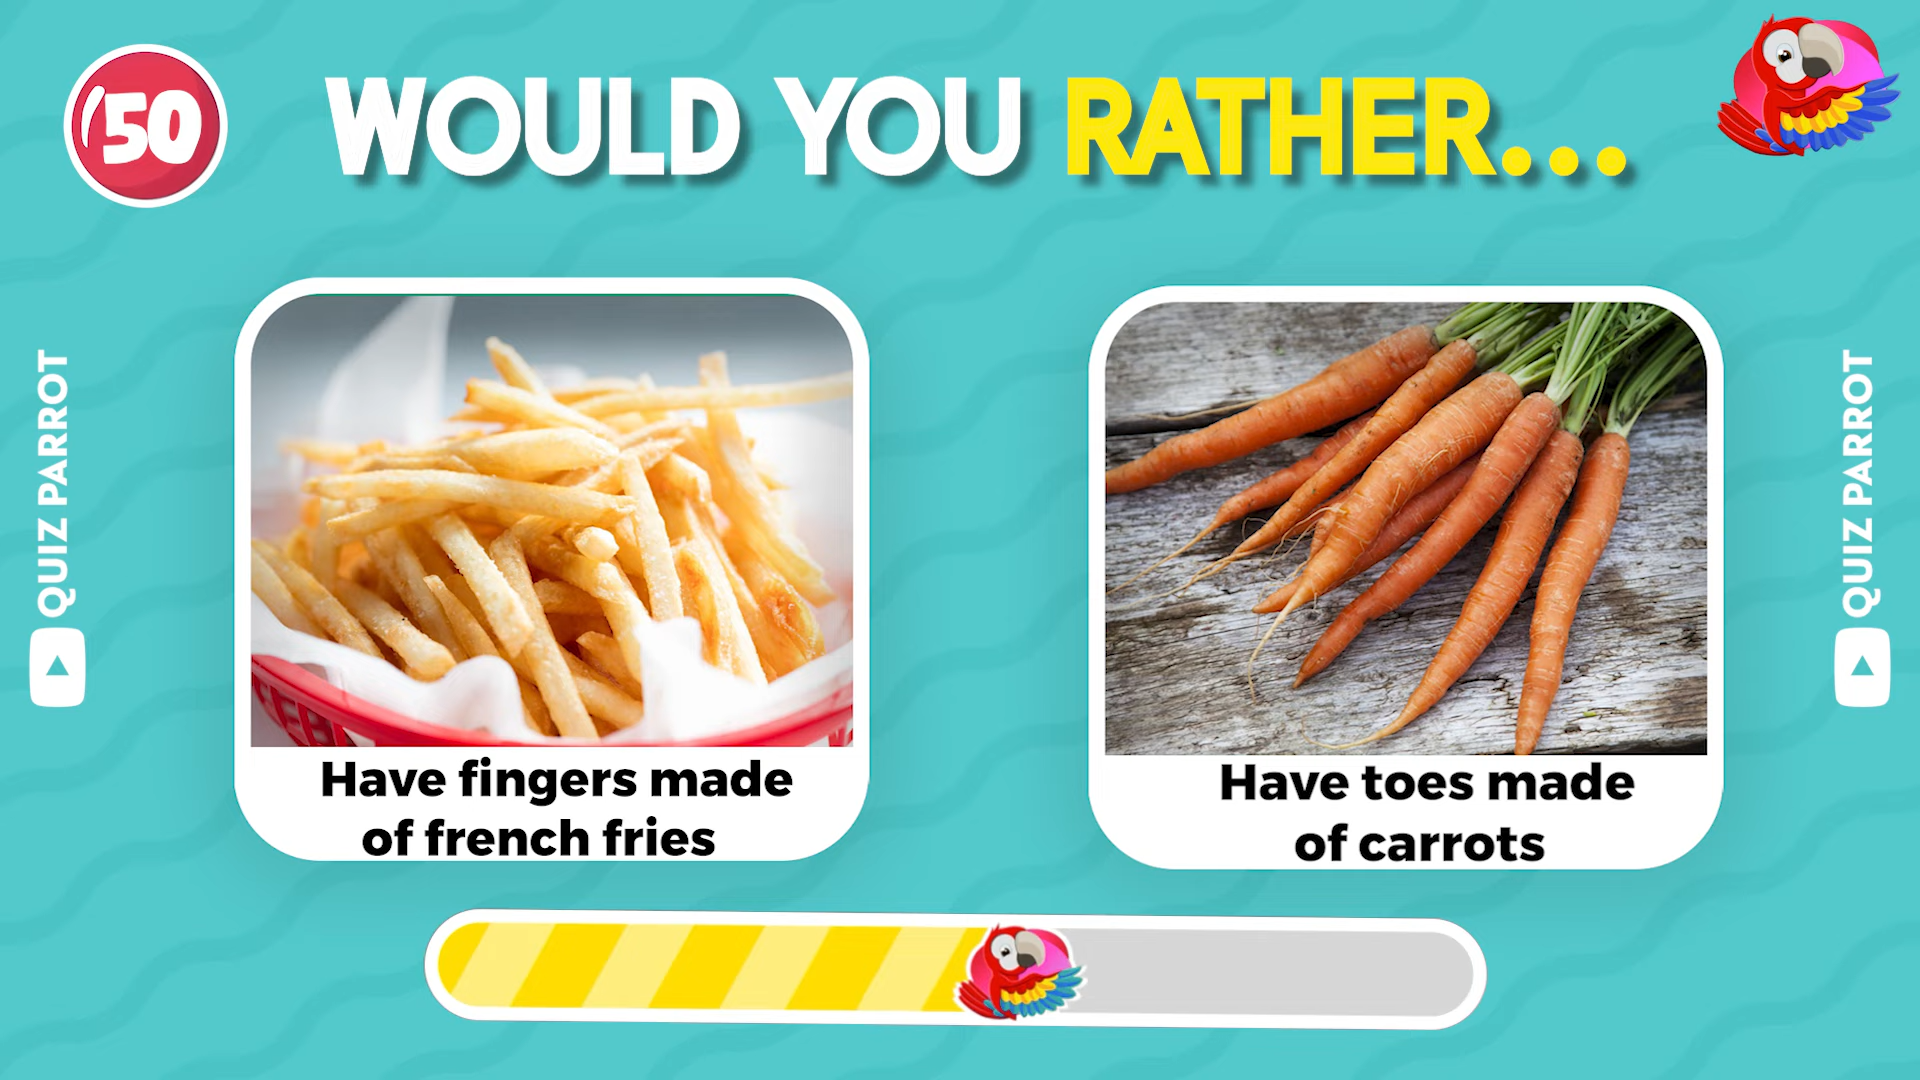 '50
WOULD YOU RATHER...
QUIZ PARROT
QUIZ PARROT
Have fingers made
of french fries
Have toes made
of carrots